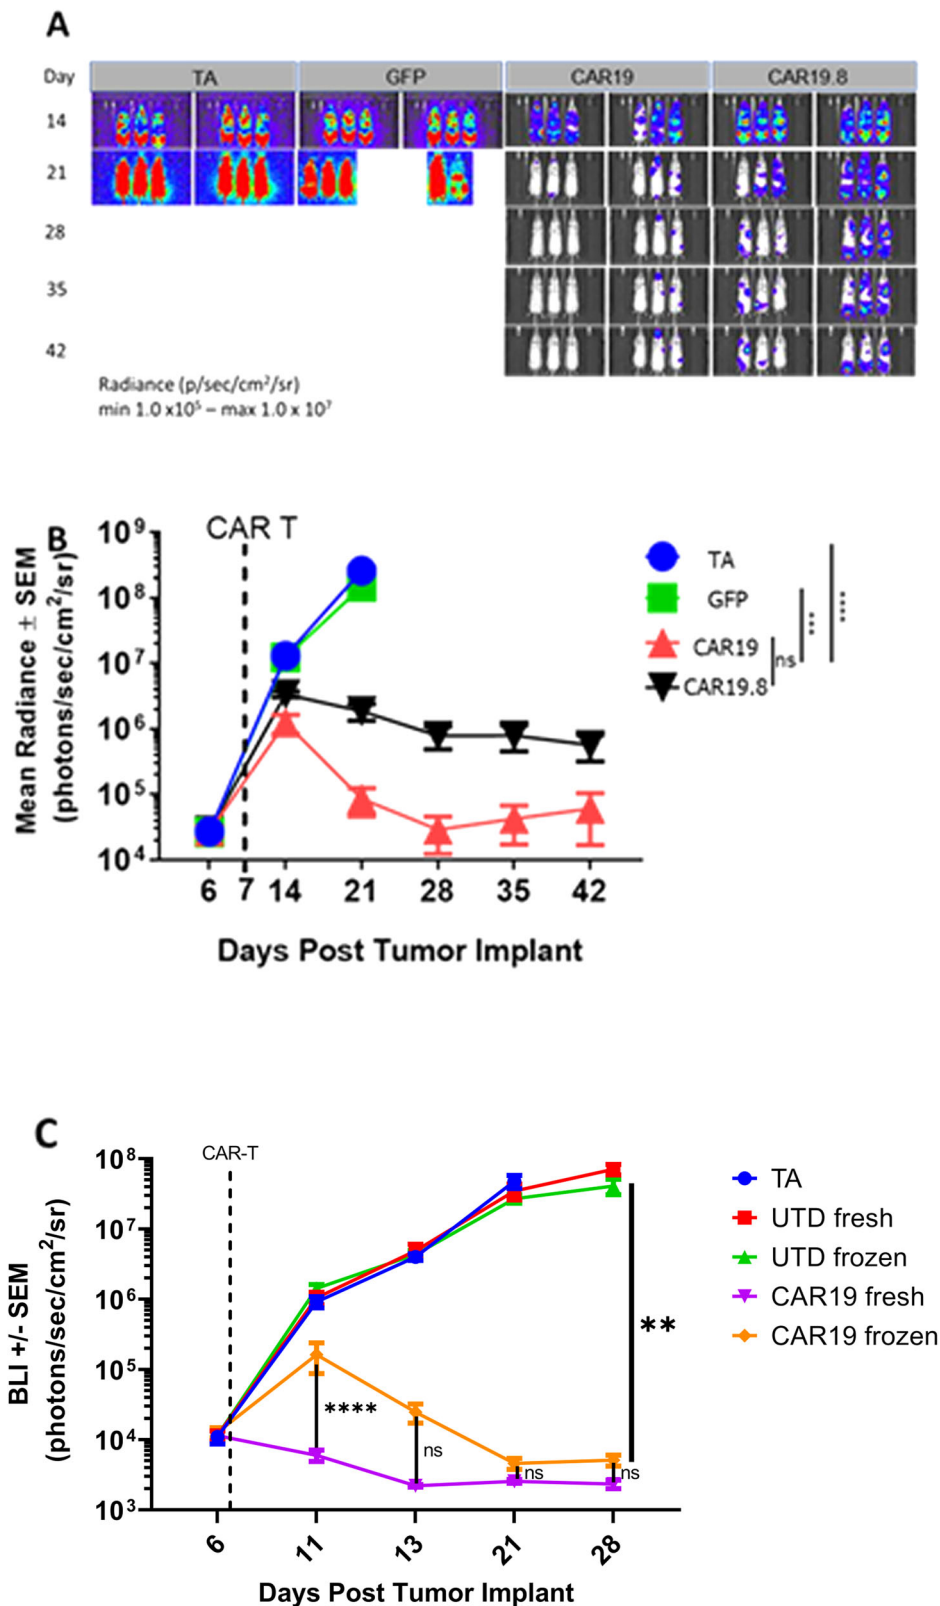 A
Day TA GFP CAR19 CAR19.8
14
21
28
35
42
Radiance (p/sec/cm²/sr)
min 1.0 x10⁵ – max 1.0 x 10⁷
B
CAR T
Mean Radiance ± SEM
(photons/sec/cm²/sr)
10⁹
10⁸
10⁷
10⁶
10⁵
10⁴
6 7 14 21 28 35 42
Days Post Tumor Implant
TA
GFP
CAR19
CAR19.8
ns
***
****
C
CAR-T
BLI +/- SEM
(photons/sec/cm²/sr)
10⁸
10⁷
10⁶
10⁵
10⁴
10³
****
ns
ns
ns
**
6 11 13 21 28
Days Post Tumor Implant
TA
UTD fresh
UTD frozen
CAR19 fresh
CAR19 frozen